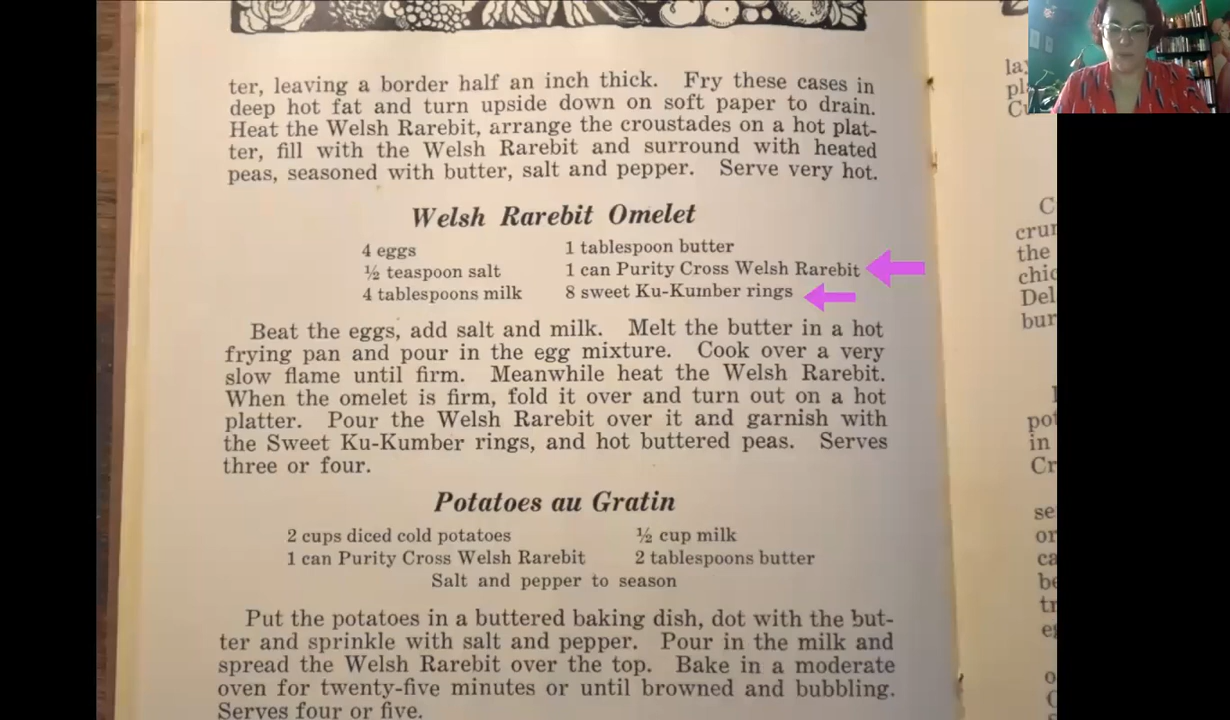 ter, leaving a border half an inch thick. Fry these cases in
deep hot fat and turn upside down on soft paper to drain.
Heat the Welsh Rarebit, arrange the croustades on a hot plat-
ter, fill with the Welsh Rarebit and surround with heated
peas, seasoned with butter, salt and pepper. Serve very hot.
Welsh Rarebit Omelet
4 eggs 1 tablespoon butter
½ teaspoon salt 1 can Purity Cross Welsh Rarebit
4 tablespoons milk 8 sweet Ku-Kumber rings
Beat the eggs, add salt and milk. Melt the butter in a hot
frying pan and pour in the egg mixture. Cook over a very
slow flame until firm. Meanwhile heat the Welsh Rarebit.
When the omelet is firm, fold it over and turn out on a hot
platter. Pour the Welsh Rarebit over it and garnish with
the Sweet Ku-Kumber rings, and hot buttered peas. Serves
three or four.
Potatoes au Gratin
2 cups diced cold potatoes ½ cup milk
1 can Purity Cross Welsh Rarebit 2 tablespoons butter
Salt and pepper to season
Put the potatoes in a buttered baking dish, dot with the but-
ter and sprinkle with salt and pepper. Pour in the milk and
spread the Welsh Rarebit over the top. Bake in a moderate
oven for twenty-five minutes or until browned and bubbling.
Serves four or five.
the
in